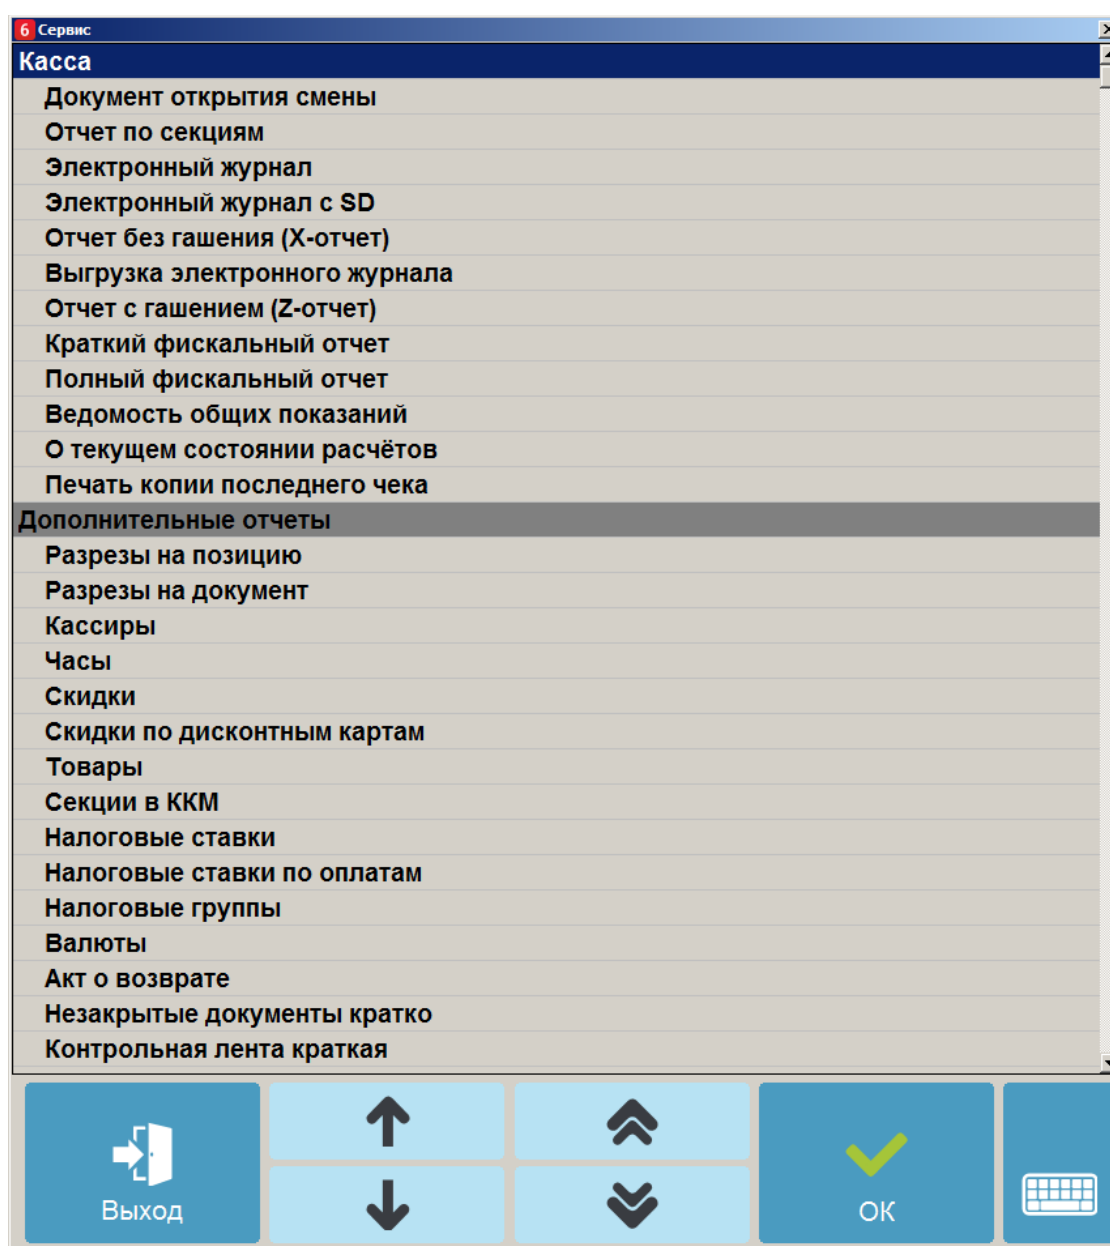 6 Сервис
Касса
Документ открытия смены
Отчет по секциям
Электронный журнал
Электронный журнал с SD
Отчет без гашения (X-отчет)
Выгрузка электронного журнала
Отчет с гашением (Z-отчет)
Краткий фискальный отчет
Полный фискальный отчет
Ведомость общих показаний
О текущем состоянии расчётов
Печать копии последнего чека
Дополнительные отчеты
Разрезы на позицию
Разрезы на документ
Кассиры
Часы
Скидки
Скидки по дисконтным картам
Товары
Секции в ККМ
Налоговые ставки
Налоговые ставки по оплатам
Налоговые группы
Валюты
Акт о возврате
Незакрытые документы кратко
Контрольная лента краткая
Выход
ОК